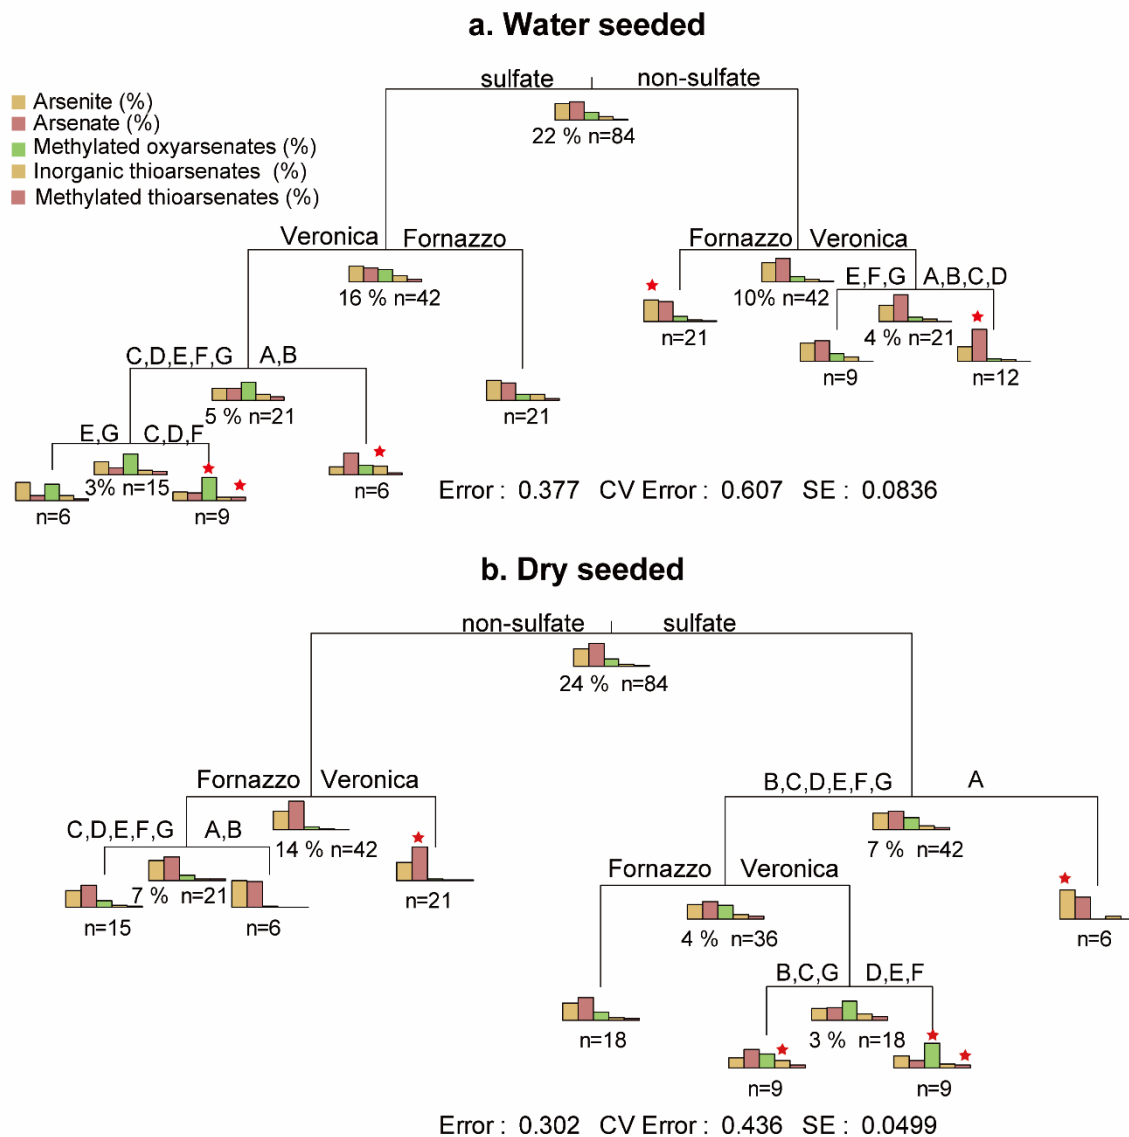 a. Water seeded
sulfate non-sulfate
Arsenite (%)
Arsenate (%)
Methylated oxyarsenates (%)
Inorganic thioarsenates (%)
Methylated thioarsenates (%)
22 % n=84
Veronica Fornazzo
Fornazzo Veronica
16 % n=42
10% n=42
E,F,G A,B,C,D
n=21
4 % n=21
n=9
n=12
C,D,E,F,G A,B
5 % n=21
n=21
E,G C,D,F
3% n=15
n=6
n=9
n=6
Error : 0.377 CV Error : 0.607 SE : 0.0836
b. Dry seeded
non-sulfate sulfate
24 % n=84
Fornazzo Veronica
B,C,D,E,F,G A
C,D,E,F,G A,B
14 % n=42
7 % n=42
Fornazzo Veronica
7 % n=21
n=15
n=6
n=21
4 % n=36
n=6
B,C,G D,E,F
n=18
3 % n=18
n=9
n=9
Error : 0.302 CV Error : 0.436 SE : 0.0499